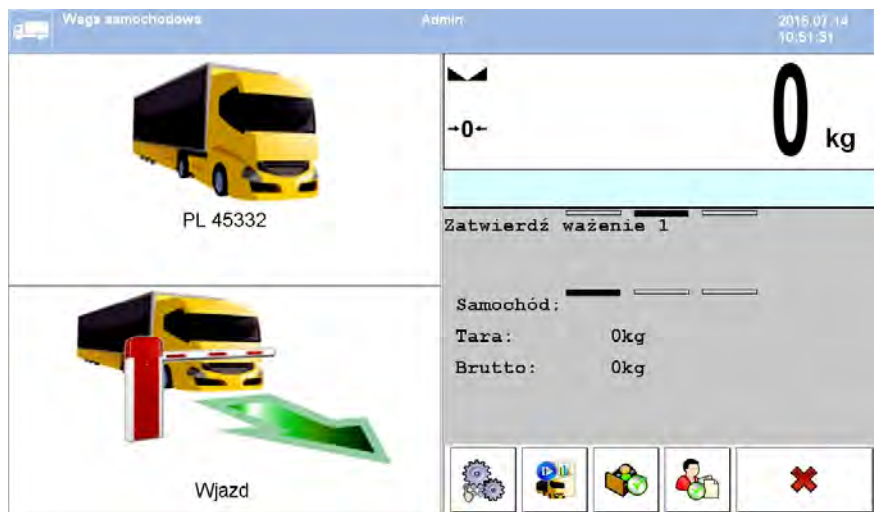 Waga samochodowa
Admin
2016.07.14
10:51:31
PL 45332
Wjazd
→0←
0 kg
Zatwierdź ważenie 1
Samochód:
Tara: 0kg
Brutto: 0kg